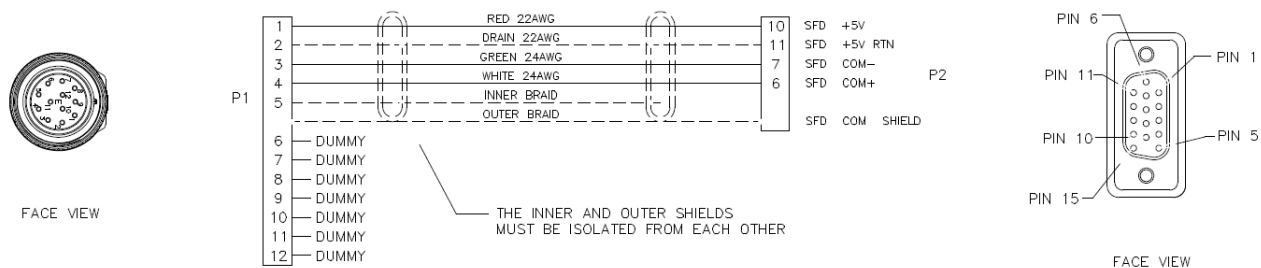 FACE VIEW
P1
1 RED 22AWG 10 SFD +5V
2 DRAIN 22AWG 11 SFD +5V RTN
3 GREEN 24AWG 7 SFD COM-
4 WHITE 24AWG 6 SFD COM+
5 INNER BRAID
OUTER BRAID SFD COM SHIELD
P2
6 DUMMY
7 DUMMY
8 DUMMY
9 DUMMY
10 DUMMY
11 DUMMY
12 DUMMY
THE INNER AND OUTER SHIELDS
MUST BE ISOLATED FROM EACH OTHER
PIN 6
PIN 1
PIN 11
PIN 10
PIN 5
PIN 15
FACE VIEW